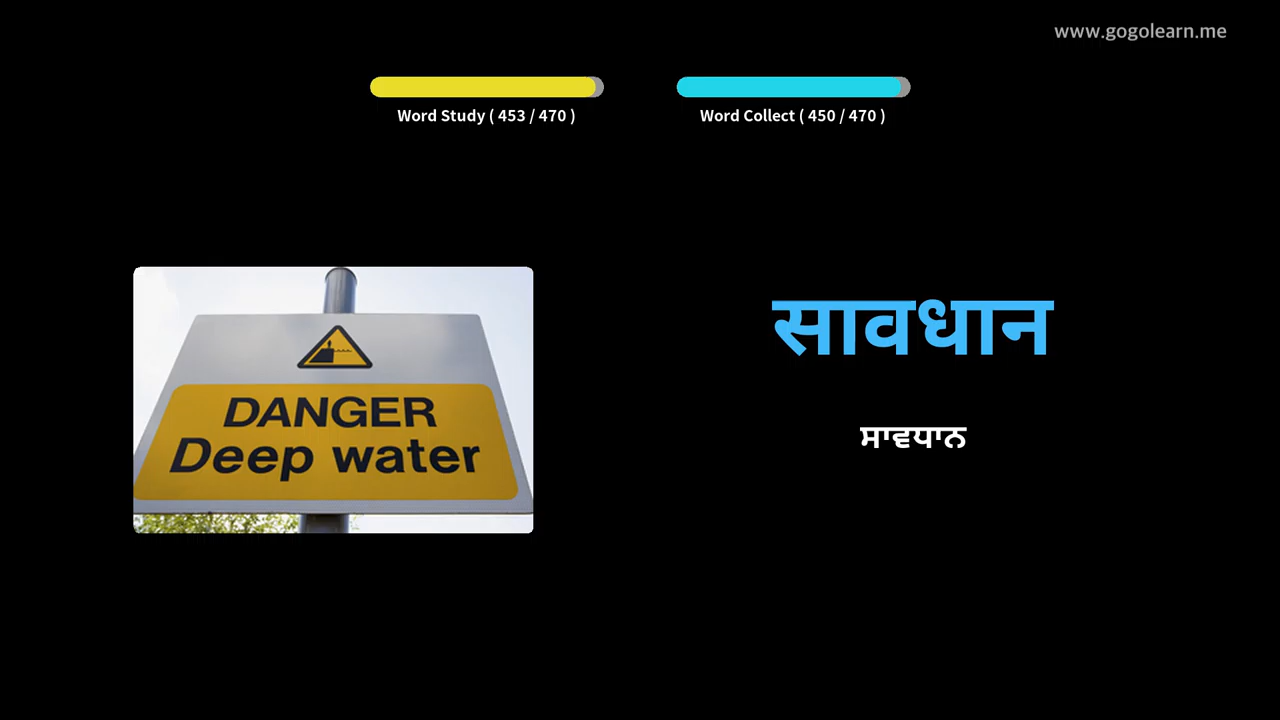 www.gogolearn.me
Word Study ( 453 / 470 )
Word Collect ( 450 / 470 )
DANGER
Deep water
सावधान
ਸਾਵਧਾਨ